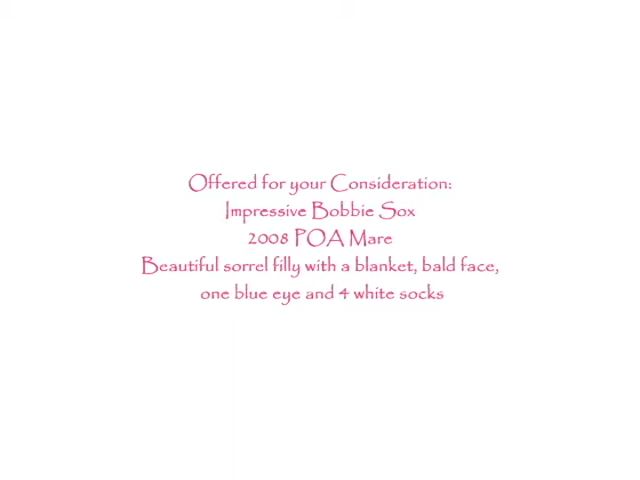 Offered for your Consideration:
Impressive Bobbie Sox
2008 POA Mare
Beautiful sorrel filly with a blanket, bald face,
one blue eye and 4 white socks